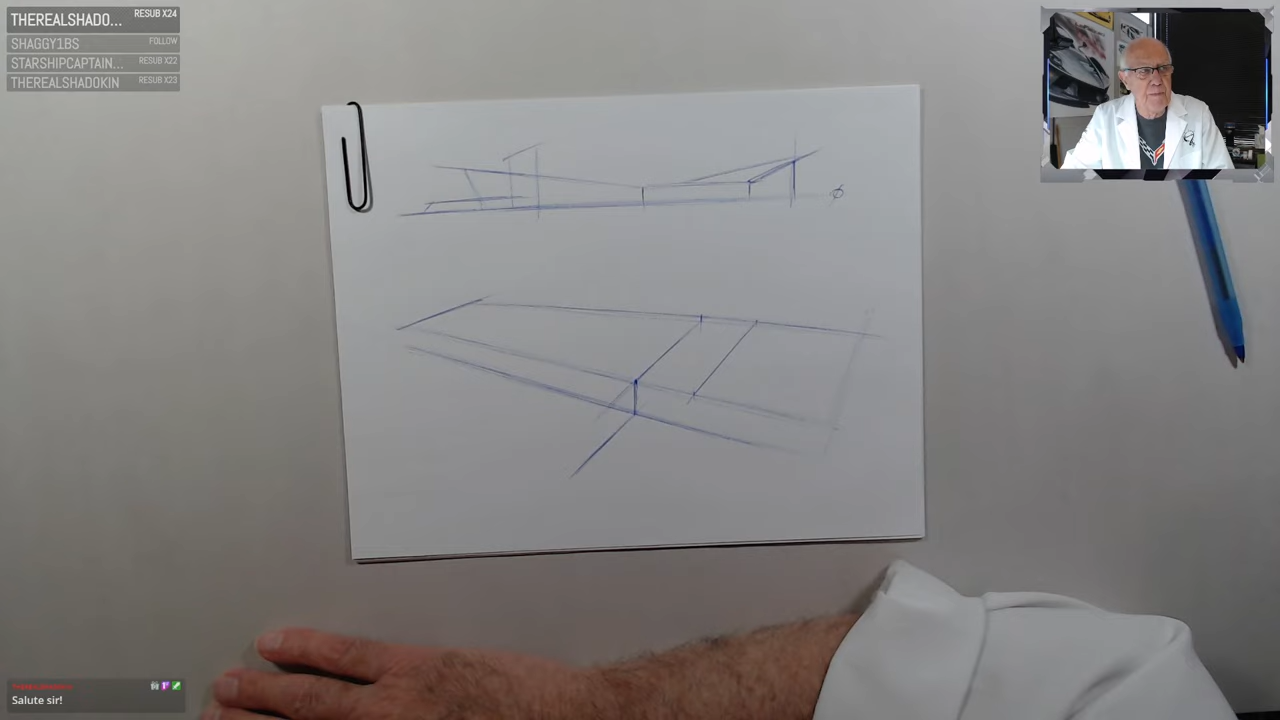 THEREALSHADO... RESUB X24
SHAGGY1BS FOLLOW
STARSHIPCAPTAIN... RESUB X22
THEREALSHADOKIN RESUB X23
Salute sir!